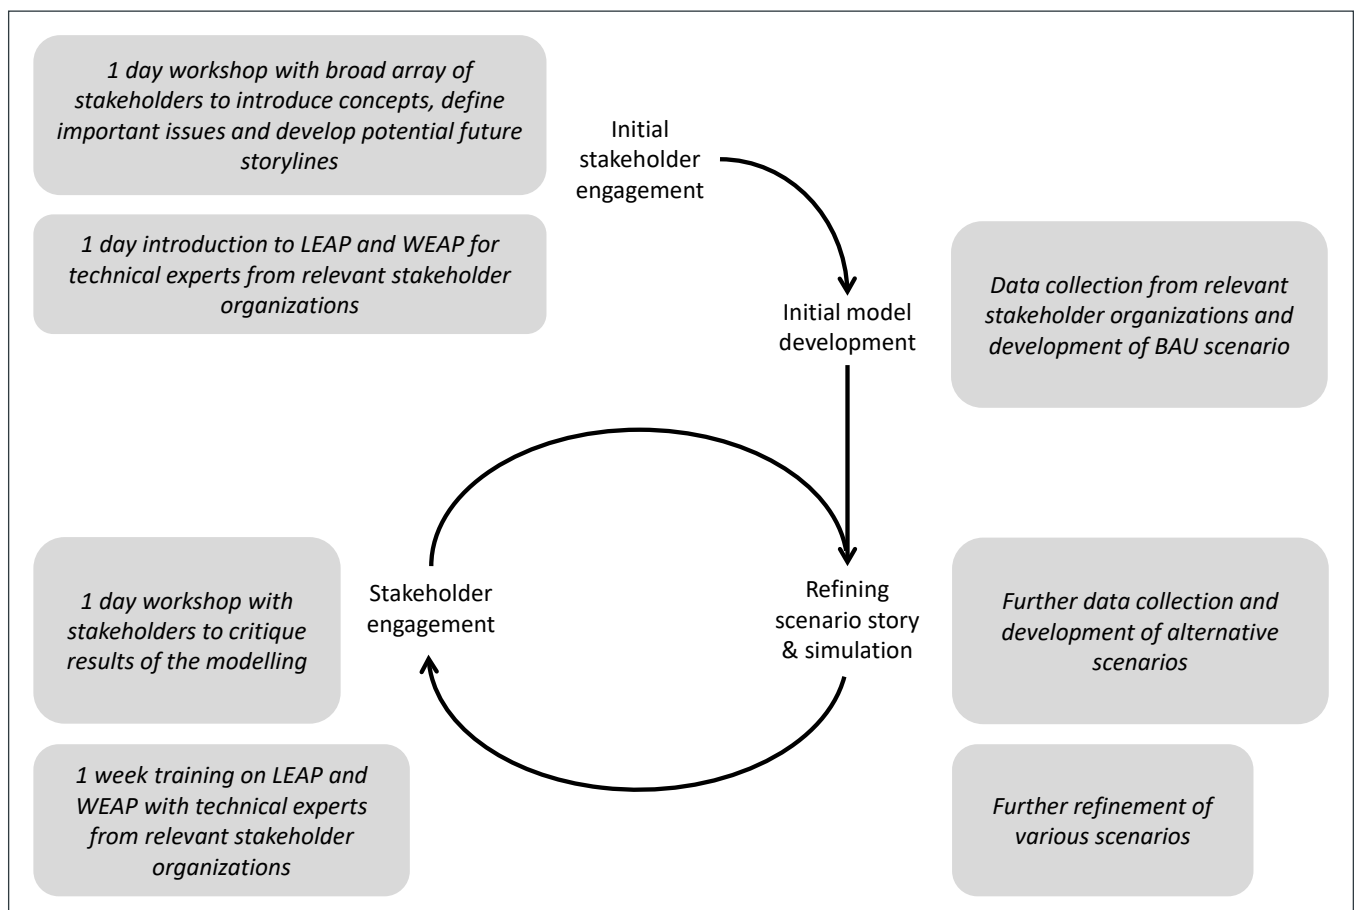 1 day workshop with broad array of
stakeholders to introduce concepts, define
important issues and develop potential future
storylines
Initial
stakeholder
engagement
1 day introduction to LEAP and WEAP for
technical experts from relevant stakeholder
organizations
Initial model
development
Data collection from relevant
stakeholder organizations and
development of BAU scenario
1 day workshop with
stakeholders to critique
results of the modelling
Stakeholder
engagement
Refining
scenario story
& simulation
Further data collection and
development of alternative
scenarios
1 week training on LEAP and
WEAP with technical experts
from relevant stakeholder
organizations
Further refinement of
various scenarios